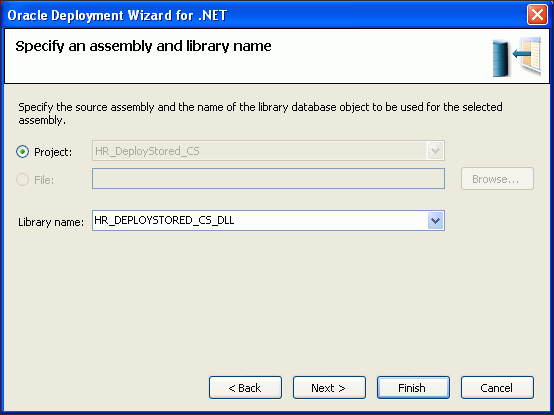 Oracle Deployment Wizard for .NET
Specify an assembly and library name
Specify the source assembly and the name of the library database object to be used for the selected
assembly.
Project: HR_DeployStored_CS
File: Browse...
Library name: HR_DEPLOYSTORED_CS_DLL
< Back Next > Finish Cancel